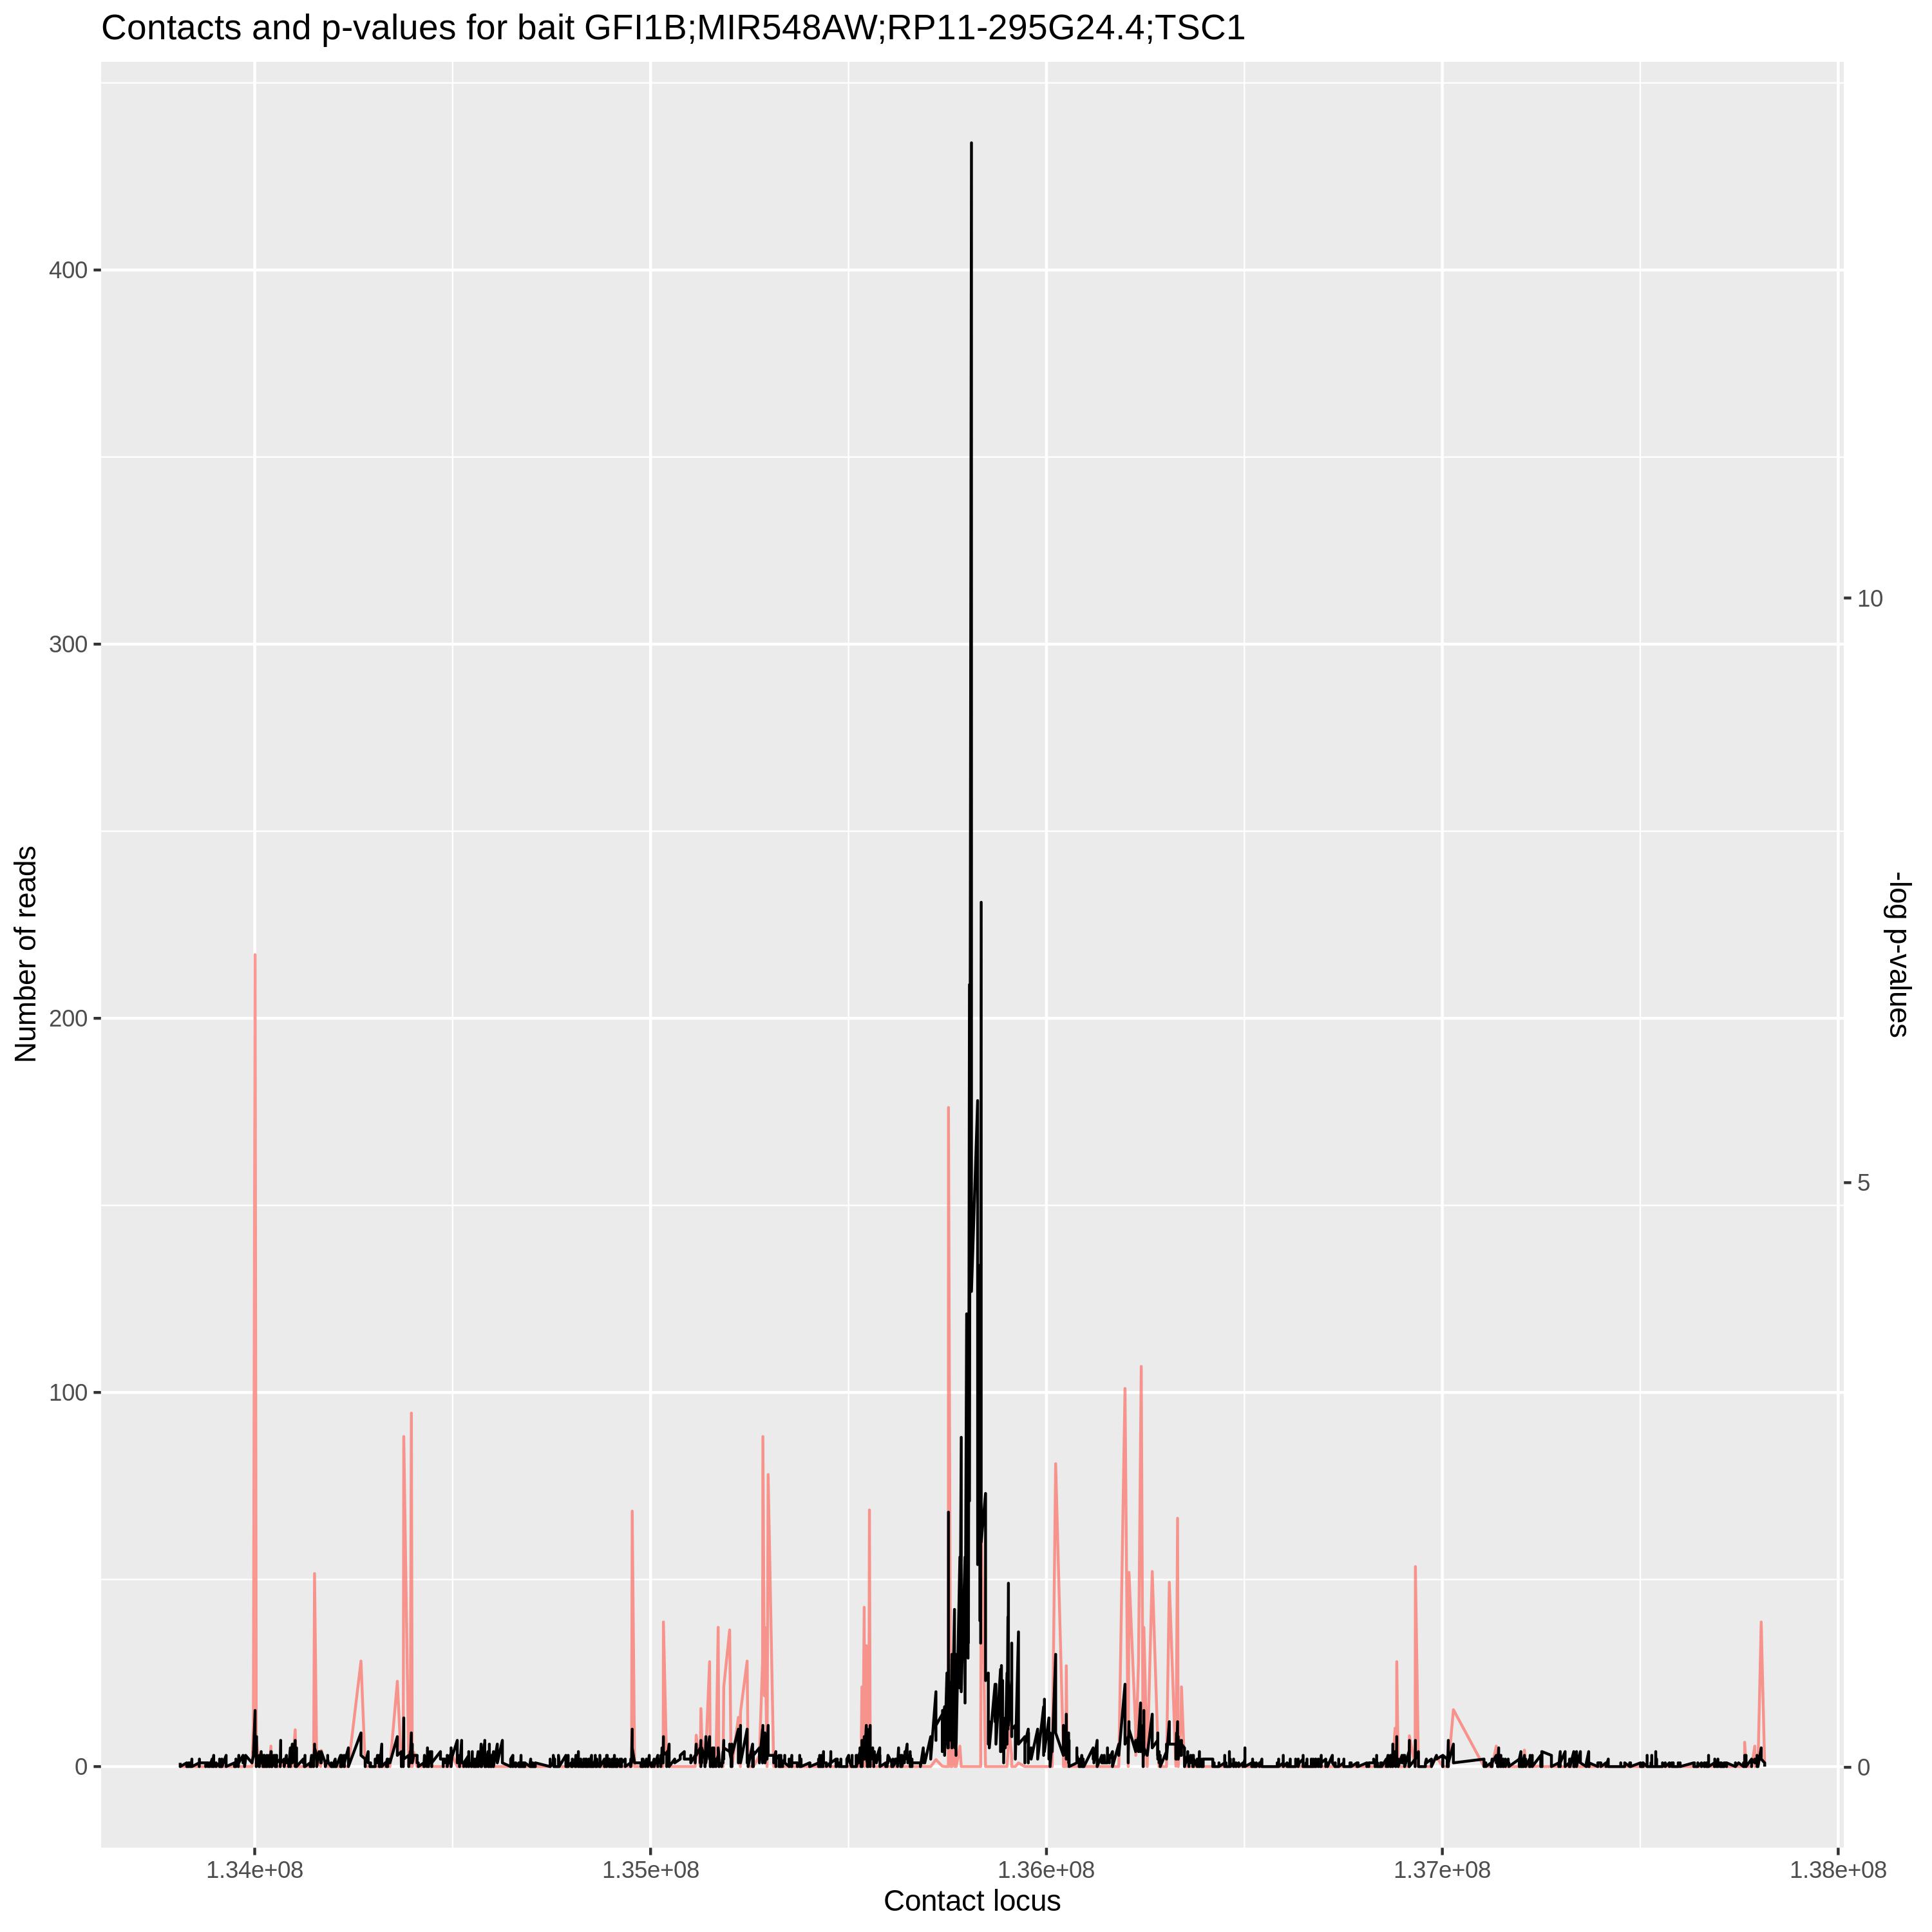 Contacts and p-values for bait GFI1B;MIR548AW;RP11-295G24.4;TSC1
Number of reads
400
300
200
100
0
10
5
0
-log p-values
1.34e+08 1.35e+08 1.36e+08 1.37e+08 1.38e+08
Contact locus